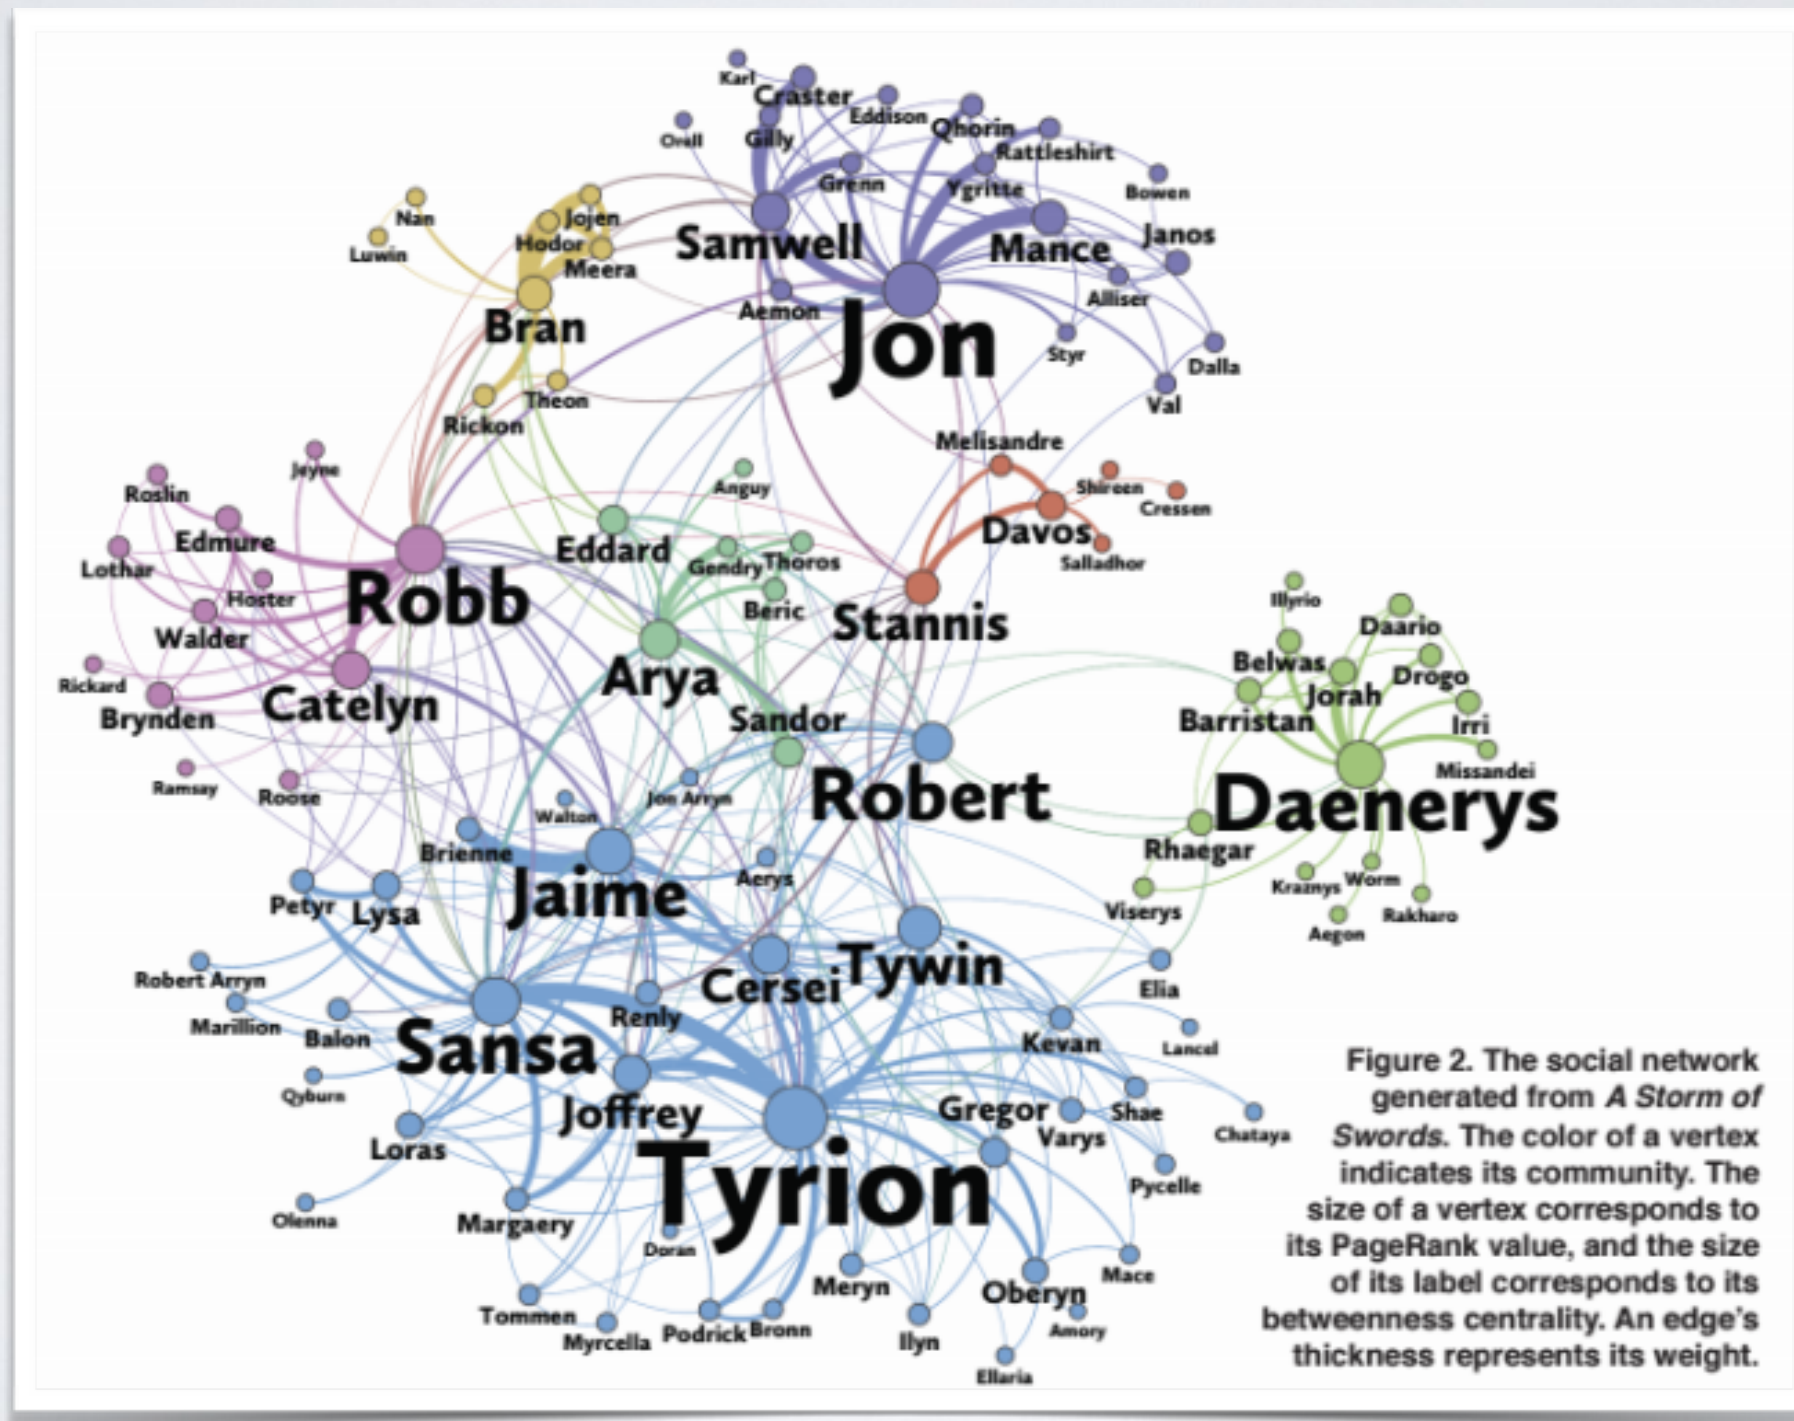 Karl
Craster
Eddison
Qhorin
Orell
Gilly
Rattleshirt
Grenn
Ygritte
Bowen
Nan
Jojen
Luwin
Hodor
Samwell
Mance
Janos
Meera
Aemon
Alliser
Bran
Jon
Styr
Dalla
Theon
Val
Rickon
Melisandre
Jeyne
Anguy
Shireen
Roslin
Cressen
Edmure
Eddard
Davos
Lothar
Gendry
Thoros
Salladhor
Hoster
Robb
Beric
Stannis
Illyrio
Walder
Daario
Rickard
Arya
Belwas
Drogo
Brynden
Catelyn
Jorah
Sandor
Barristan
Irri
Ramsay
Roose
Jon Arryn
Robert
Missandei
Daenerys
Walton
Brienne
Rhaegar
Jaime
Aerys
Kraznys
Worm
Petyr
Lysa
Viserys
Rakharo
Aegon
Robert Arryn
Cersei
Tywin
Elia
Marillion
Renly
Balon
Sansa
Kevan
Lancel
Qyburn
Joffrey
Gregor
Shae
Varys
Chataya
Loras
Tyrion
Pycelle
Olenna
Margaery
Doran
Meryn
Oberyn
Mace
Tommen
Myrcella
Podrick
Bronn
Ilyn
Amory
Ellaria
Figure 2. The social network
generated from A Storm of
Swords. The color of a vertex
indicates its community. The
size of a vertex corresponds to
its PageRank value, and the size
of its label corresponds to its
betweenness centrality. An edge's
thickness represents its weight.